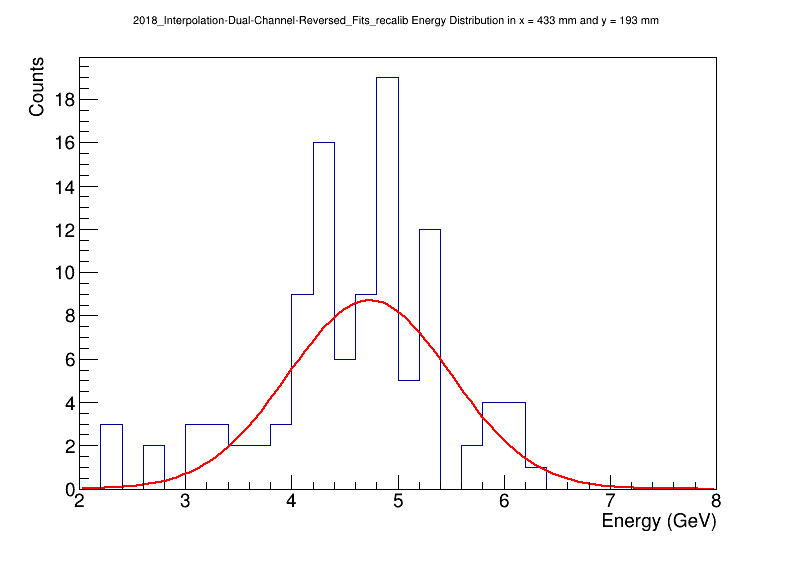 2018_Interpolation-Dual-Channel-Reversed_Fits_recalib Energy Distribution in x = 433 mm and y = 193 mm
Counts
18
16
14
12
10
8
6
4
2
0
2 3 4 5 6 7 8
Energy (GeV)